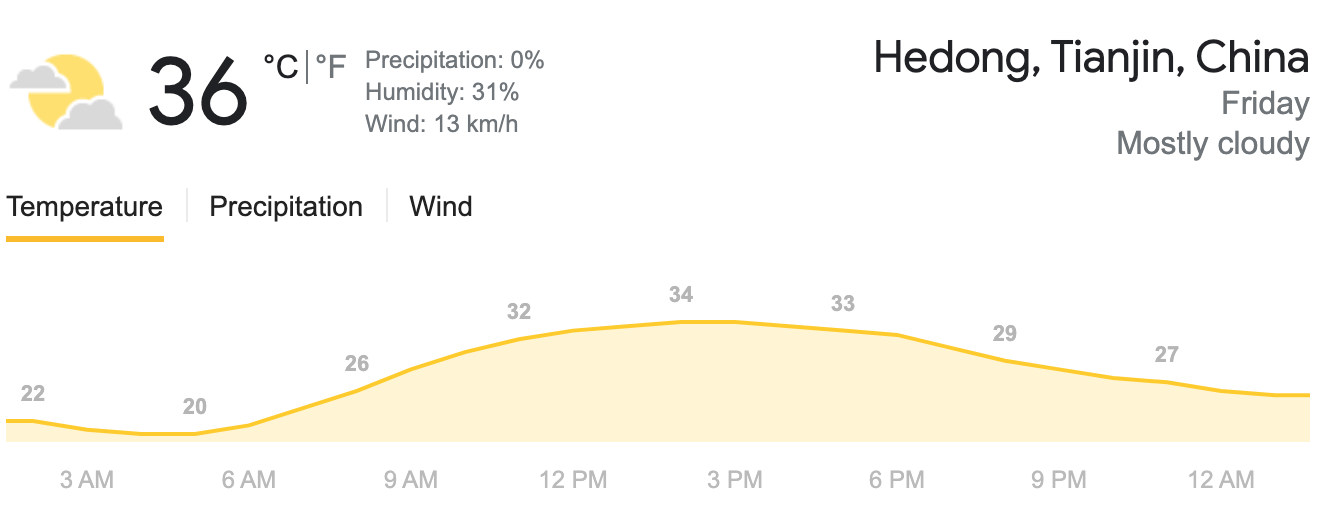 36 °C | °F
Precipitation: 0%
Humidity: 31%
Wind: 13 km/h
Hedong, Tianjin, China
Friday
Mostly cloudy
Temperature
Precipitation
Wind
22 20 26 32 34 33 29 27
3 AM 6 AM 9 AM 12 PM 3 PM 6 PM 9 PM 12 AM